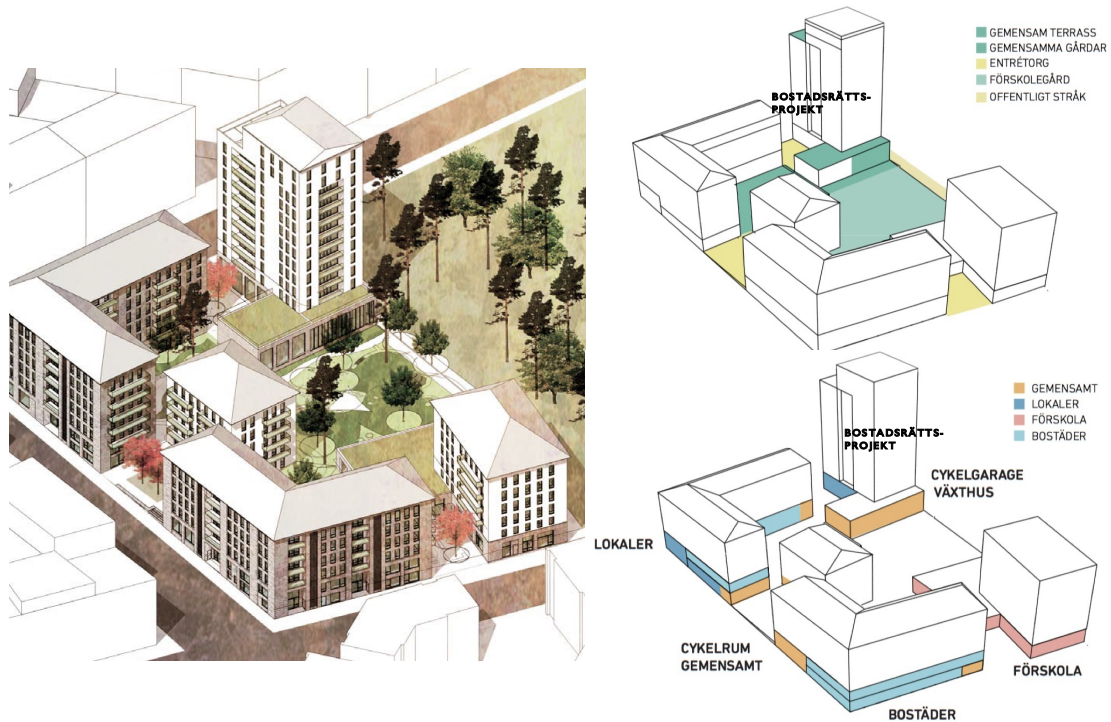 GEMENSAM TERRASS
GEMENSAMMA GÅRDAR
ENTRÉTORG
FÖRSKOLEGÅRD
OFFENTLIGT STRÅK
BOSTADSRÄTTS-
PROJEKT
GEMENSAMT
LOKALER
FÖRSKOLA
BOSTÄDER
BOSTADSRÄTTS-
PROJEKT
CYKELGARAGE
VÄXTHUS
LOKALER
CYKELRUM
GEMENSAMT
FÖRSKOLA
BOSTÄDER